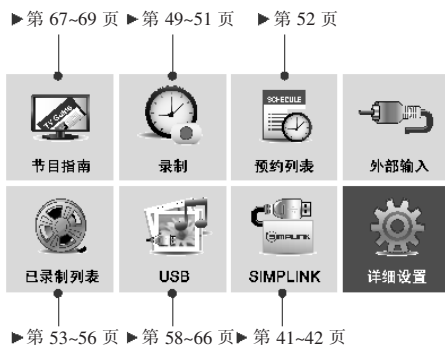 ▶第 67~69 页 ▶第 49~51 页 ▶第 52 页
TV Guide
SCHEDULE
节目指南 录制 预约列表 外部输入
SIMPLINK
已录制列表 USB SIMPLINK 详细设置
▶第 53~56 页 ▶第 58~66 页 ▶第 41~42 页